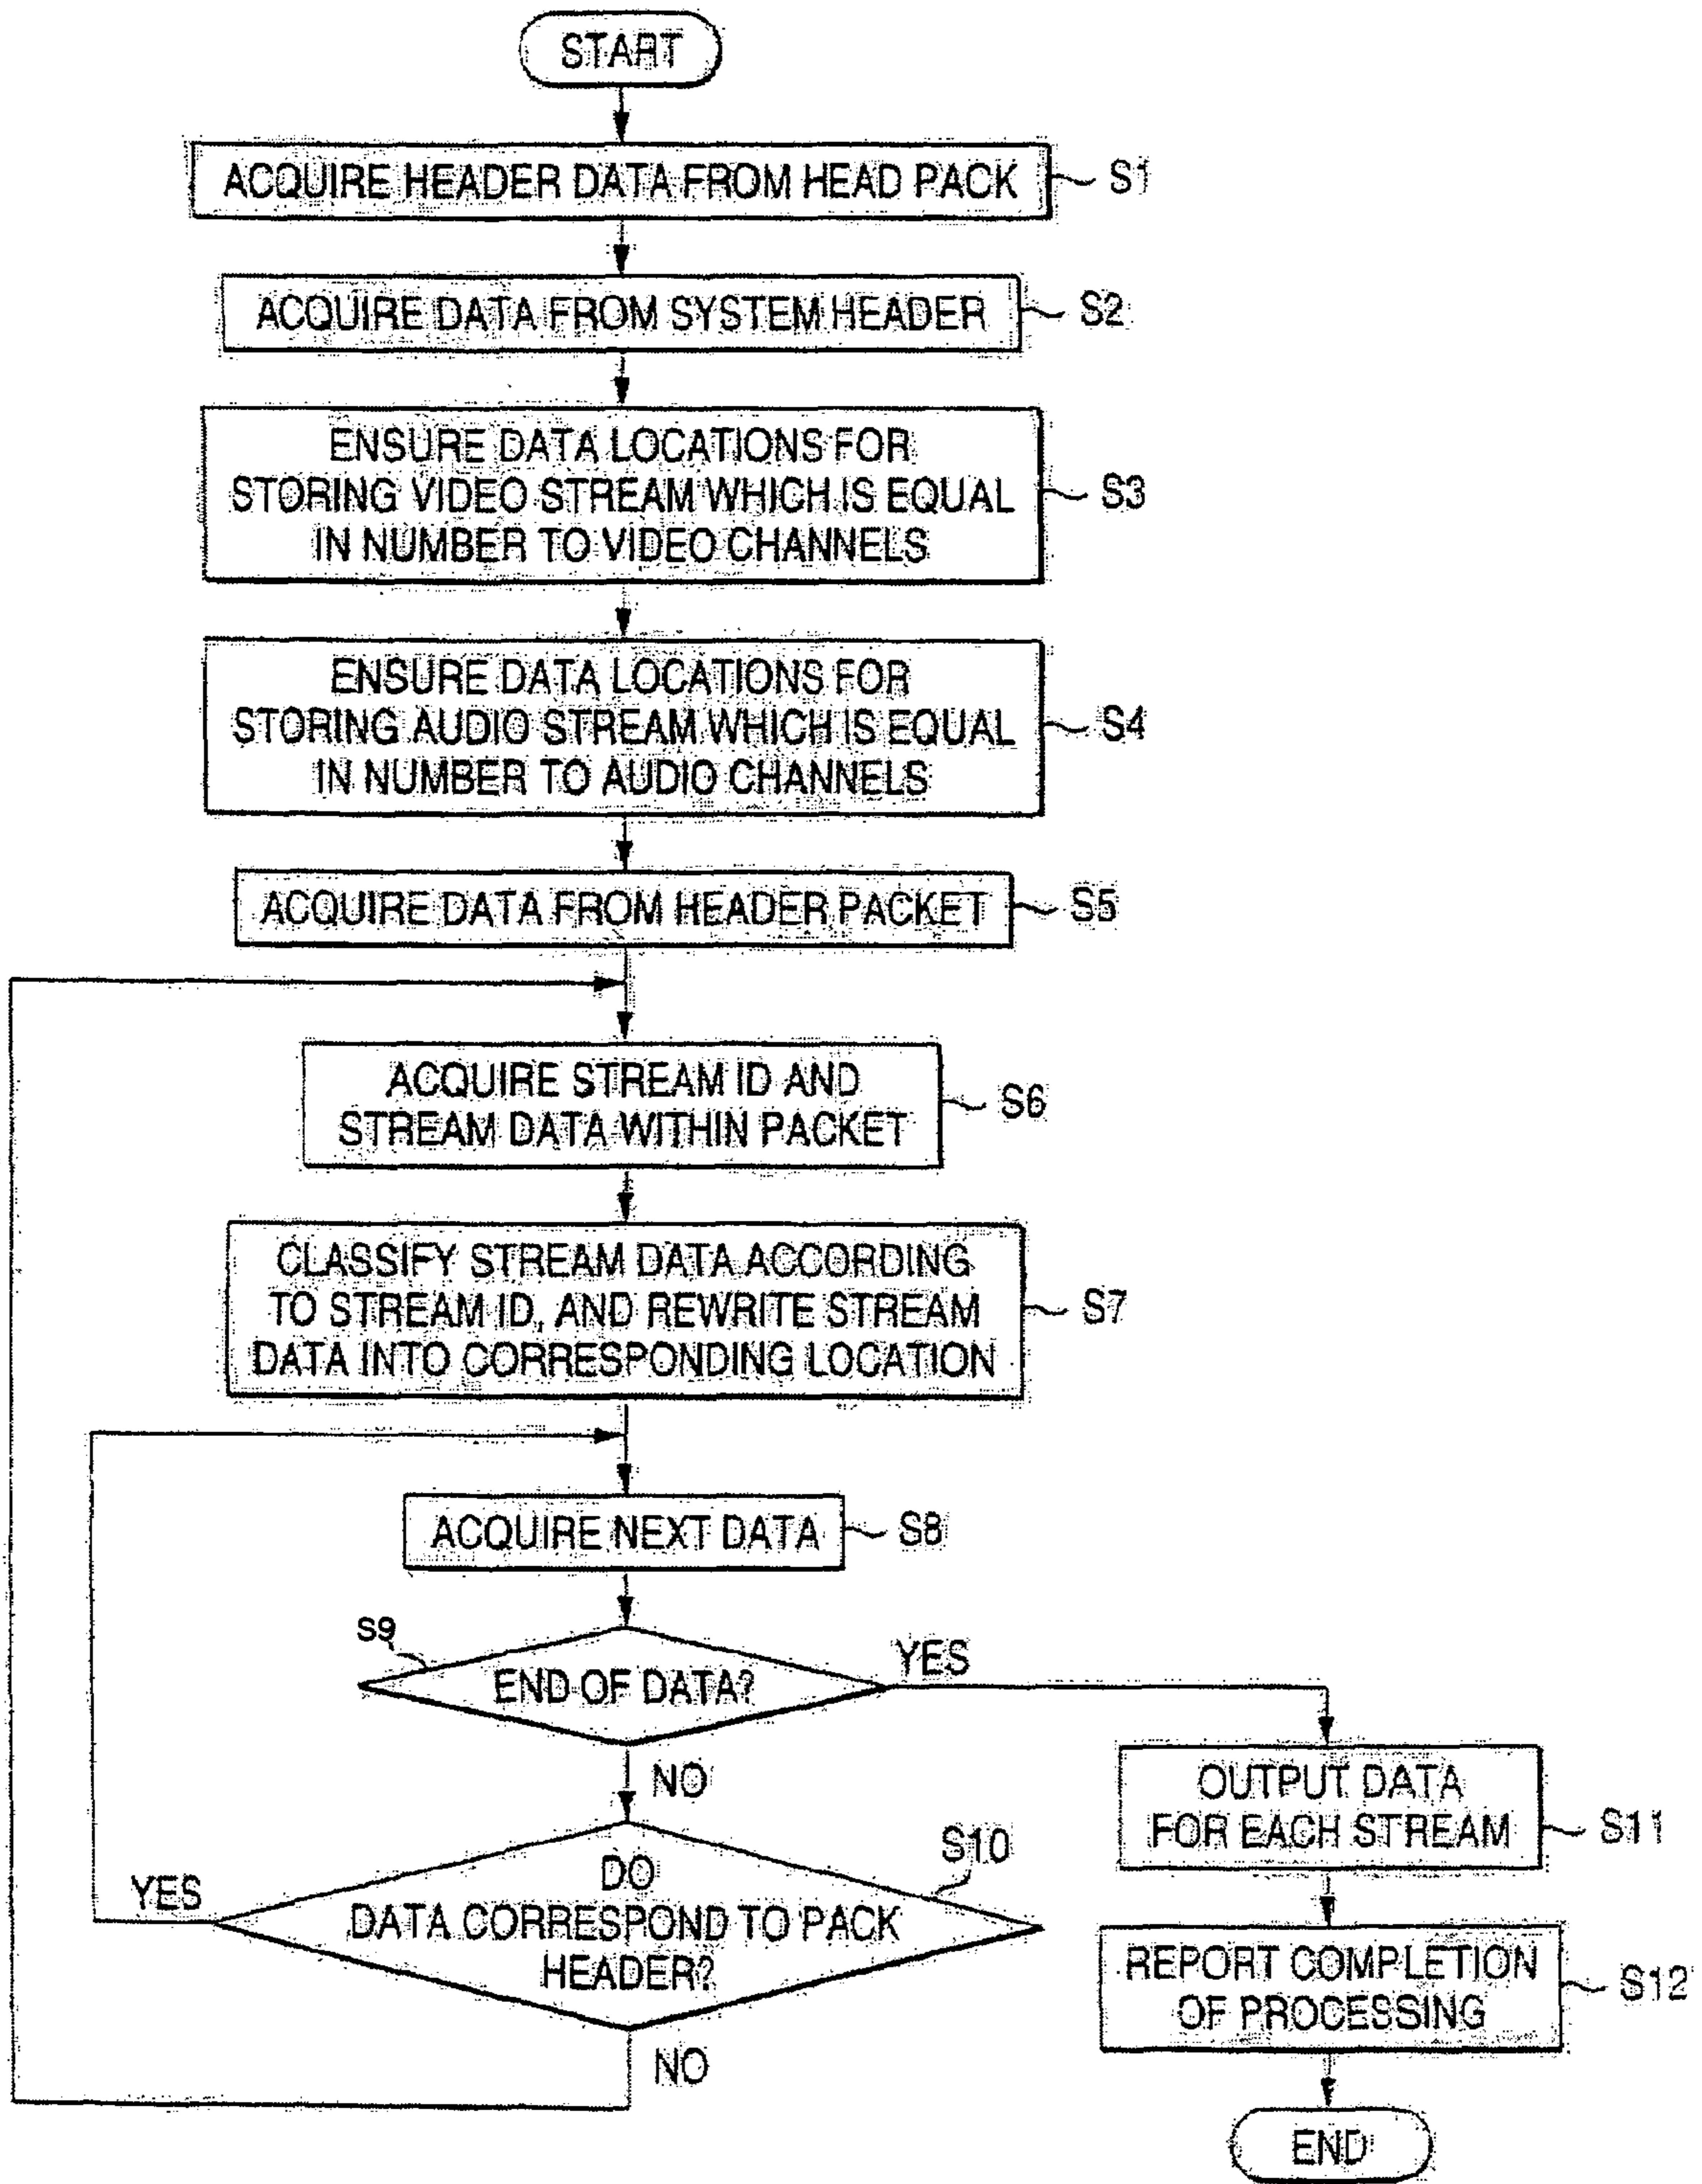 START
ACQUIRE HEADER DATA FROM HEAD PACK
S1
ACQUIRE DATA FROM SYSTEM HEADER
S2
ENSURE DATA LOCATIONS FOR
STORING VIDEO STREAM WHICH IS EQUAL
IN NUMBER TO VIDEO CHANNELS
S3
ENSURE DATA LOCATIONS FOR
STORING AUDIO STREAM WHICH IS EQUAL
IN NUMBER TO AUDIO CHANNELS
S4
ACQUIRE DATA FROM HEADER PACKET
S5
ACQUIRE STREAM ID AND
STREAM DATA WITHIN PACKET
S6
CLASSIFY STREAM DATA ACCORDING
TO STREAM ID, AND REWRITE STREAM
DATA INTO CORRESPONDING LOCATION
S7
ACQUIRE NEXT DATA
S8
S9
END OF DATA?
YES
NO
S10
DO
DATA CORRESPOND TO PACK
HEADER?
YES
NO
OUTPUT DATA
FOR EACH STREAM
S11
REPORT COMPLETION
OF PROCESSING
S12
END